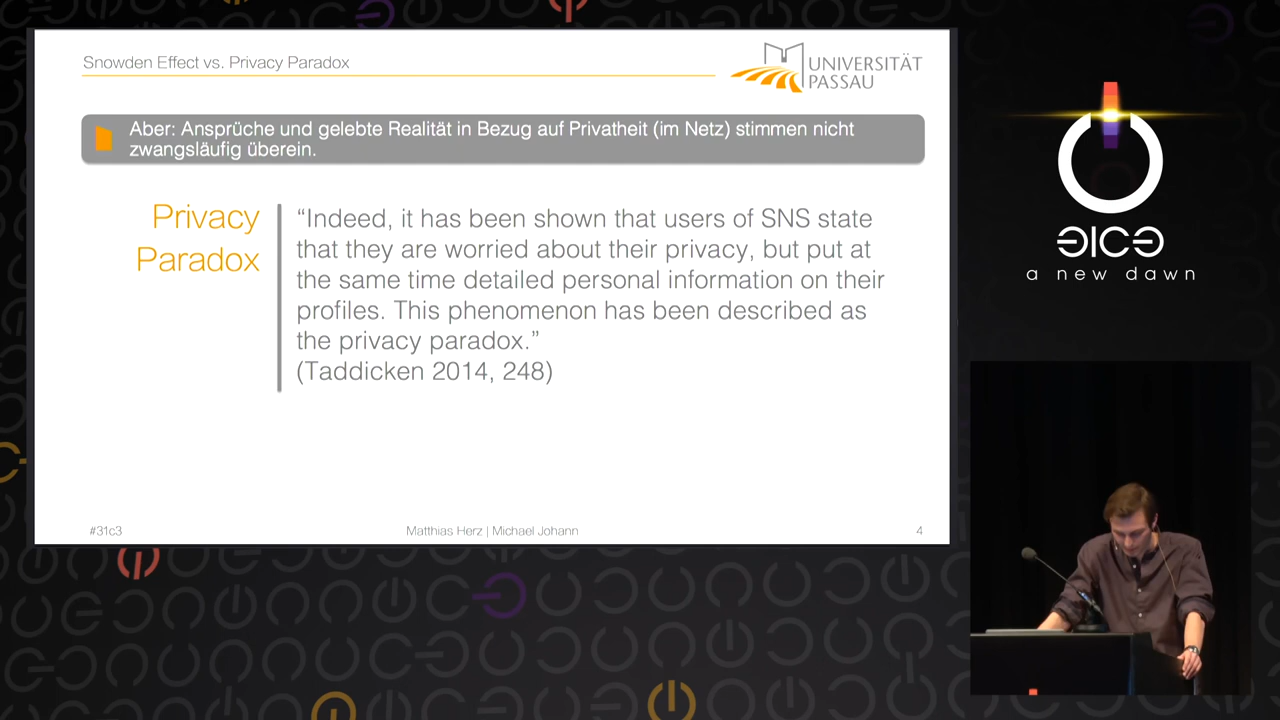 Snowden Effect vs. Privacy Paradox
UNIVERSITÄT
PASSAU
Aber: Ansprüche und gelebte Realität in Bezug auf Privatheit (im Netz) stimmen nicht
zwangsläufig überein.
Privacy
Paradox
“Indeed, it has been shown that users of SNS state
that they are worried about their privacy, but put at
the same time detailed personal information on their
profiles. This phenomenon has been described as
the privacy paradox.”
(Taddicken 2014, 248)
#31c3
Matthias Herz | Michael Johann
4
31C3
a new dawn